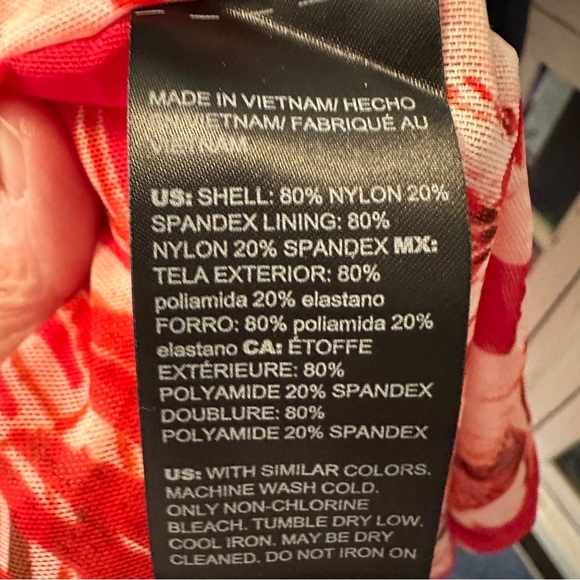 MADE IN VIETNAM/ HECHO
EN VIETNAM/ FABRIQUÉ AU
VIETNAM
US: SHELL: 80% NYLON 20%
SPANDEX LINING: 80%
NYLON 20% SPANDEX MX:
TELA EXTERIOR: 80%
poliamida 20% elastano
FORRO: 80% poliamida 20%
elastano CA: ÉTOFFE
EXTÉRIEURE: 80%
POLYAMIDE 20% SPANDEX
DOUBLURE: 80%
POLYAMIDE 20% SPANDEX
US: WITH SIMILAR COLORS.
MACHINE WASH COLD.
ONLY NON-CHLORINE
BLEACH. TUMBLE DRY LOW.
COOL IRON. MAY BE DRY
CLEANED. DO NOT IRON ON